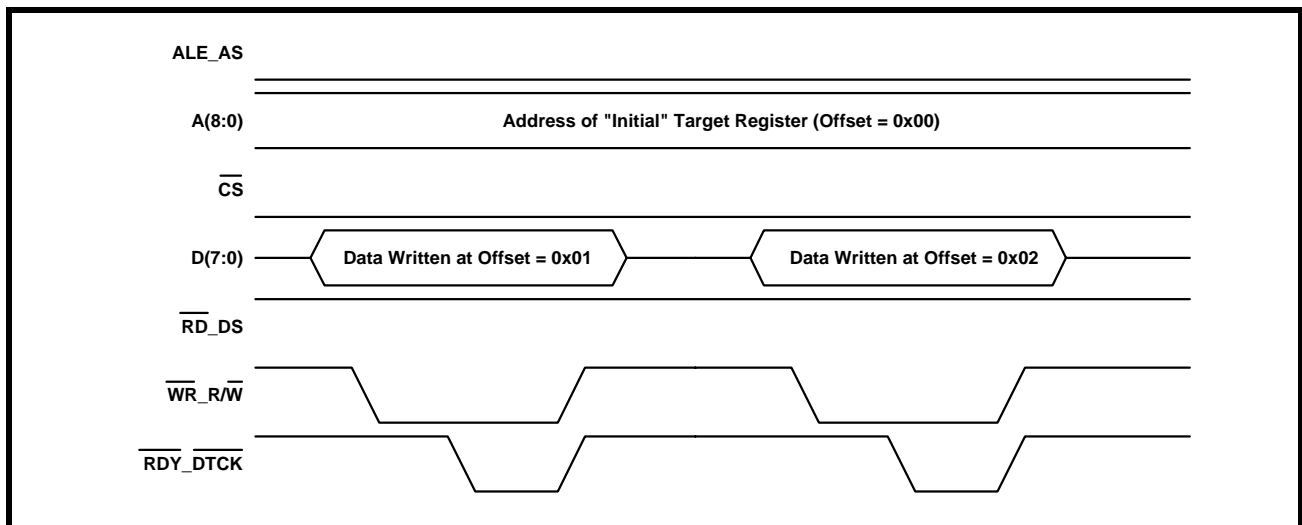 ALE_AS
A(8:0) Address of "Initial" Target Register (Offset = 0x00)
CS
D(7:0) Data Written at Offset = 0x01 Data Written at Offset = 0x02
RD_DS
WR_R/W
RDY_DTCK